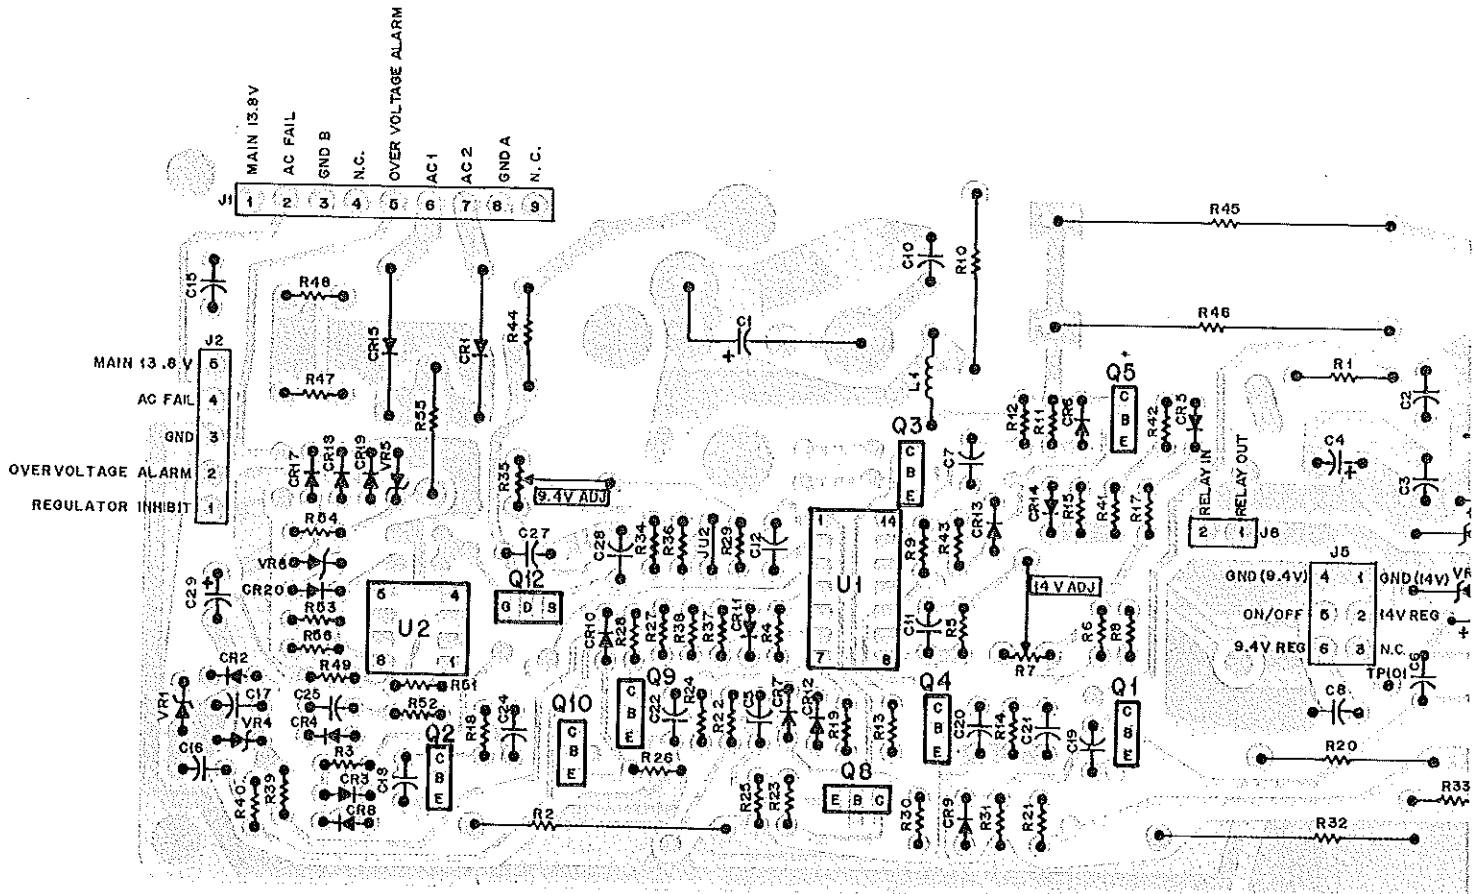 MAIN 13.8V
AC FAIL
GND B
N.C.
OVER VOLTAGE ALARM
AC 1
AC 2
GND A
N.C.
J1 1 2 3 4 5 6 7 8 9
C15
R48
CR15
CR1
R44
C1
+
C10
R10
L1
R45
R46
R1
C2
J2
MAIN 13.8 V 5
AC FAIL 4
GND 3
OVERVOLTAGE ALARM 2
REGULATOR INHIBIT 1
R47
R55
CR17
CR18
CR19
VR5
R35
9.4V ADJ
Q3
C B E
C7
R12
R11
CR6
Q5
+
C B E
R42
CR5
C4
+
C3
RELAY IN
RELAY OUT
2 1 J6
R54
VR6
CR20
R53
R56
C29
+
C27
Q12
G D S
C28
R34
R36
JU2
R29
C12
1 14
U1
7 8
R9
R43
CR13
CR14
R15
R41
R17
14 V ADJ
J5
GND (9.4V) 4 1 GND (14V)
ON/OFF 5 2 14V REG
9.4V REG 6 3 N.C.
TP101
C6
VR
+
5 4
U2
8 1
CR10
R28
R27
R38
R37
CR11
R4
C11
R5
R7
R6
R8
CR2
VR1
C17
VR4
C16
R49
C25
CR4
R3
CR3
CR8
R40
R39
R51
R52
Q2
C B E
C18
R18
C24
Q10
C B E
Q9
C B E
C22
R24
R22
C5
CR7
CR12
R19
R13
Q4
C B E
C20
R14
C21
C19
Q1
C B E
C8
R20
R26
R25
R23
Q8
E B C
R2
R30
CR9
R31
R21
R32
R33